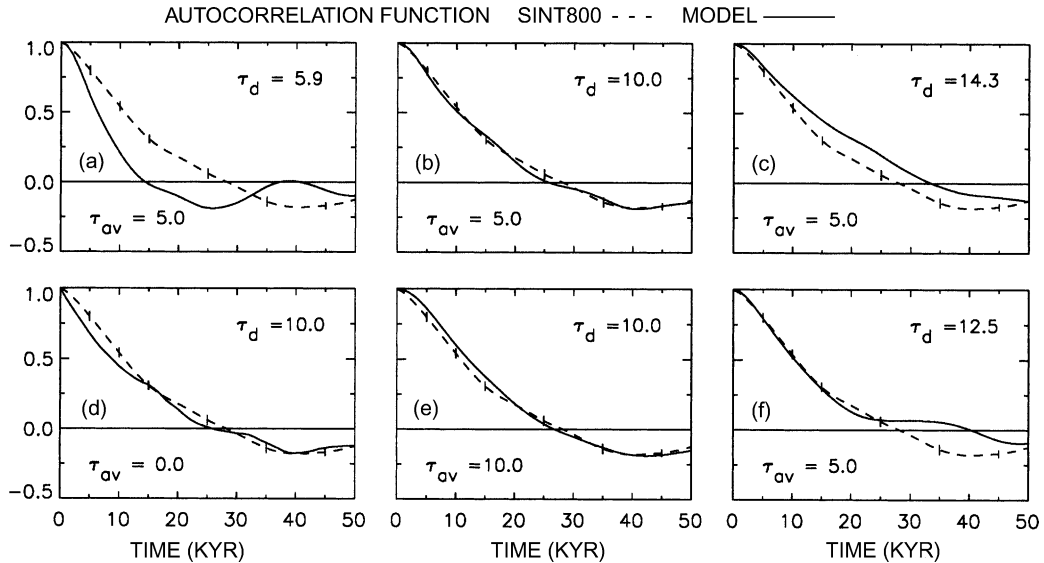 AUTOCORRELATION FUNCTION SINT800 - - - MODEL ———
1.0
0.5
0.0
-0.5
τd = 5.9
(a)
τav = 5.0
τd =10.0
(b)
τav = 5.0
τd =14.3
(c)
τav = 5.0
1.0
0.5
0.0
-0.5
τd =10.0
(d)
τav = 0.0
τd =10.0
(e)
τav =10.0
τd =12.5
(f)
τav = 5.0
0 10 20 30 40 50
0 10 20 30 40 50
0 10 20 30 40 50
TIME (KYR)
TIME (KYR)
TIME (KYR)